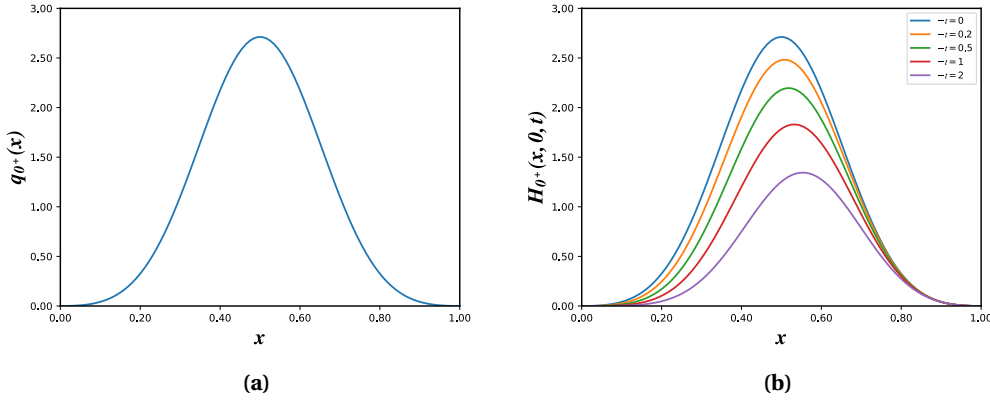 3.00
2.50
2.00
1.50
1.00
0.50
0.00
0.00 0.20 0.40 0.60 0.80 1.00
q₀⁺(x)
x
(a)
3.00
2.50
2.00
1.50
1.00
0.50
0.00
0.00 0.20 0.40 0.60 0.80 1.00
H₀⁺(x, 0, t)
x
−ₜ = 0
−ₜ = 0.2
−ₜ = 0.5
−ₜ = 1
−ₜ = 2
(b)